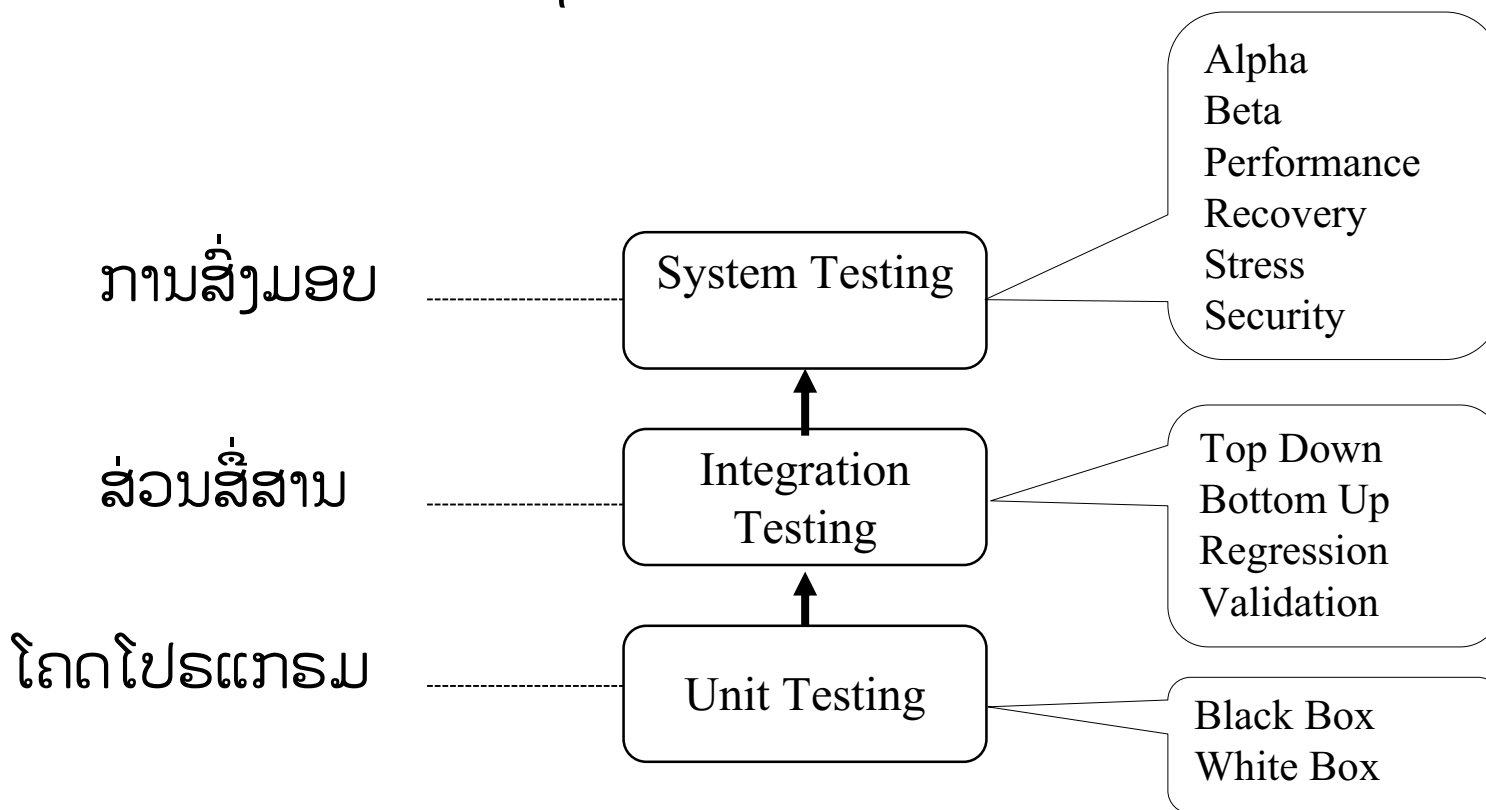 Alpha
Beta
Performance
Recovery
Stress
Security
ການສົ່ງມອບ
System Testing
ສ່ວນສື່ສານ
Integration
Testing
Top Down
Bottom Up
Regression
Validation
ໂຄດໂປຣແກຣມ
Unit Testing
Black Box
White Box